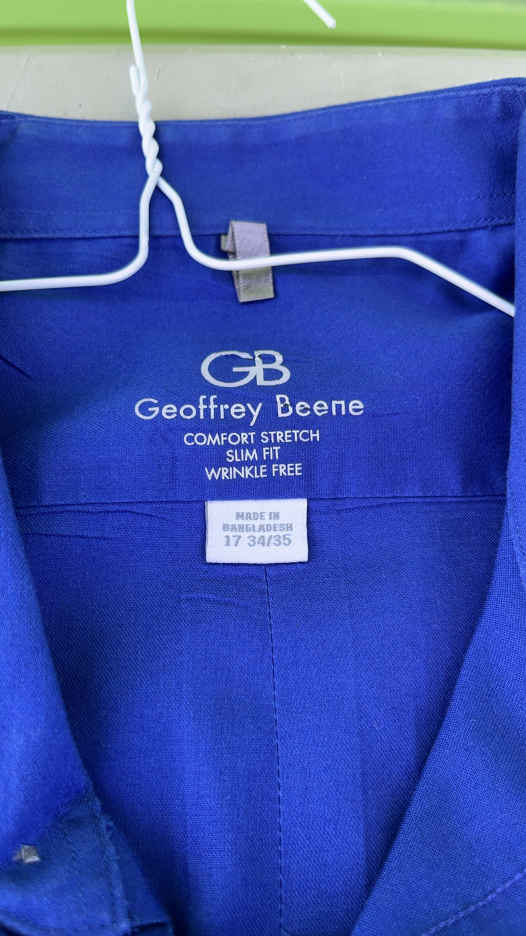 GB
Geoffrey Beene
COMFORT STRETCH
SLIM FIT
WRINKLE FREE
MADE IN
BANGLADESH
17 34/35